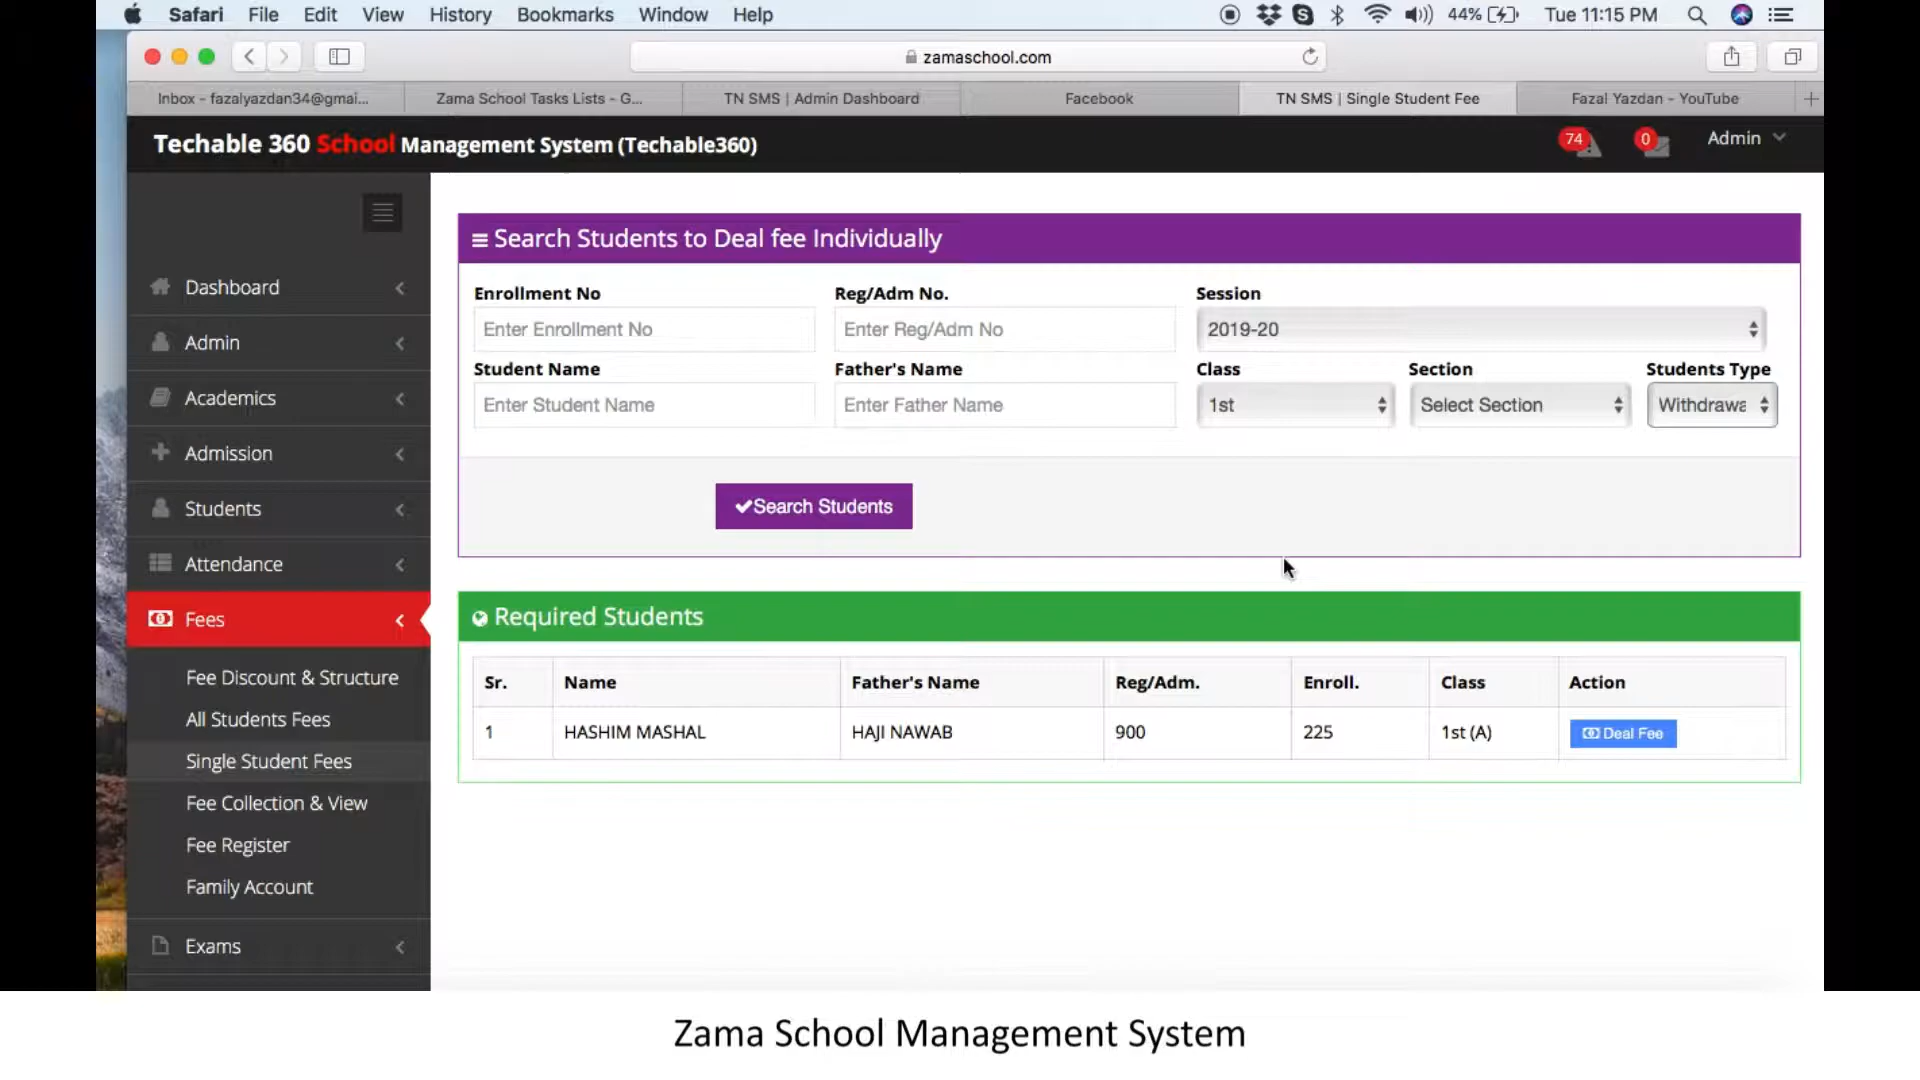 Safari File Edit View History Bookmarks Window Help 44% Tue 11:15 PM
zamaschool.com
Inbox - fazalyazdan34@gmai... Zama School Tasks Lists - G... TN SMS | Admin Dashboard Facebook TN SMS | Single Student Fee Fazal Yazdan - YouTube
Techable 360 School Management System (Techable360) 74 0 Admin
Search Students to Deal fee Individually
Enrollment No Reg/Adm No. Session
Enter Enrollment No Enter Reg/Adm No 2019-20
Student Name Father's Name Class Section Students Type
Enter Student Name Enter Father Name 1st Select Section Withdrawa
Search Students
Dashboard
Admin
Academics
Admission
Students
Attendance
Fees
Fee Discount & Structure
All Students Fees
Single Student Fees
Fee Collection & View
Fee Register
Family Account
Exams
Required Students
Sr. Name Father's Name Reg/Adm. Enroll. Class Action
1 HASHIM MASHAL HAJI NAWAB 900 225 1st (A) Deal Fee
Zama School Management System